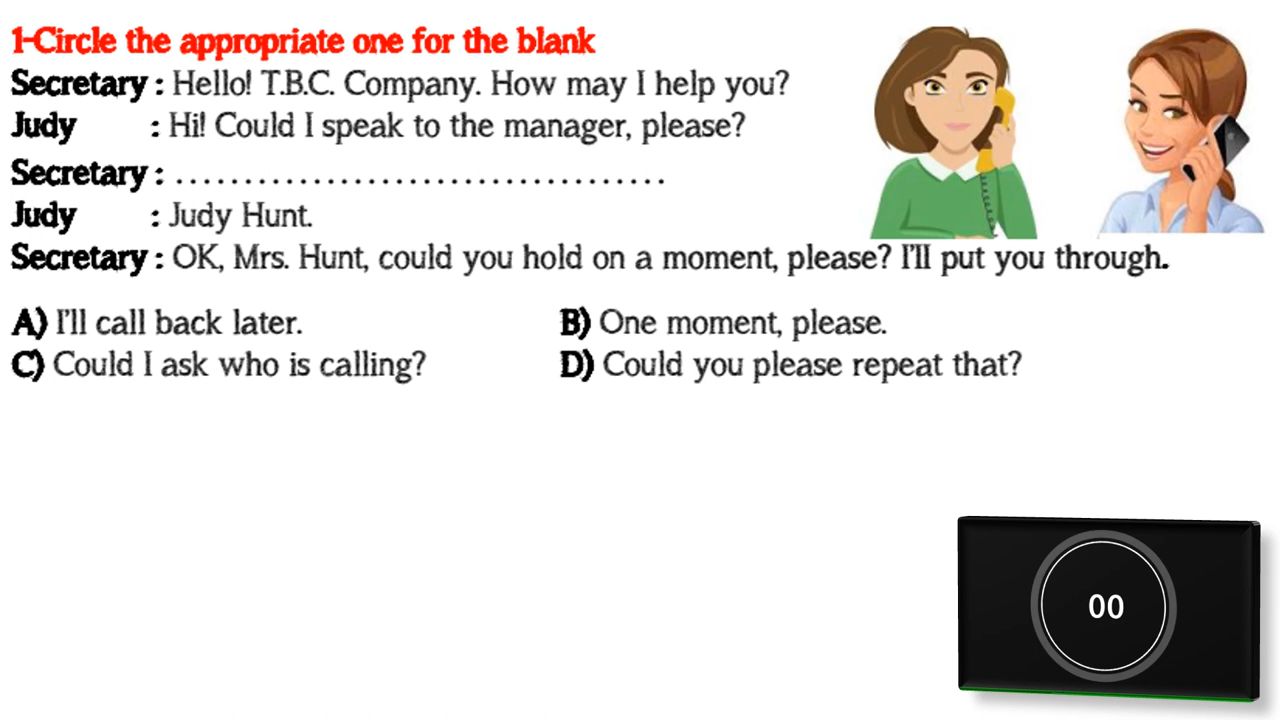 1-Circle the appropriate one for the blank
Secretary : Hello! T.B.C. Company. How may I help you?
Judy : Hi! Could I speak to the manager, please?
Secretary : ....................................
Judy : Judy Hunt.
Secretary : OK, Mrs. Hunt, could you hold on a moment, please? I'll put you through.
A) I'll call back later.
B) One moment, please.
C) Could I ask who is calling?
D) Could you please repeat that?
00